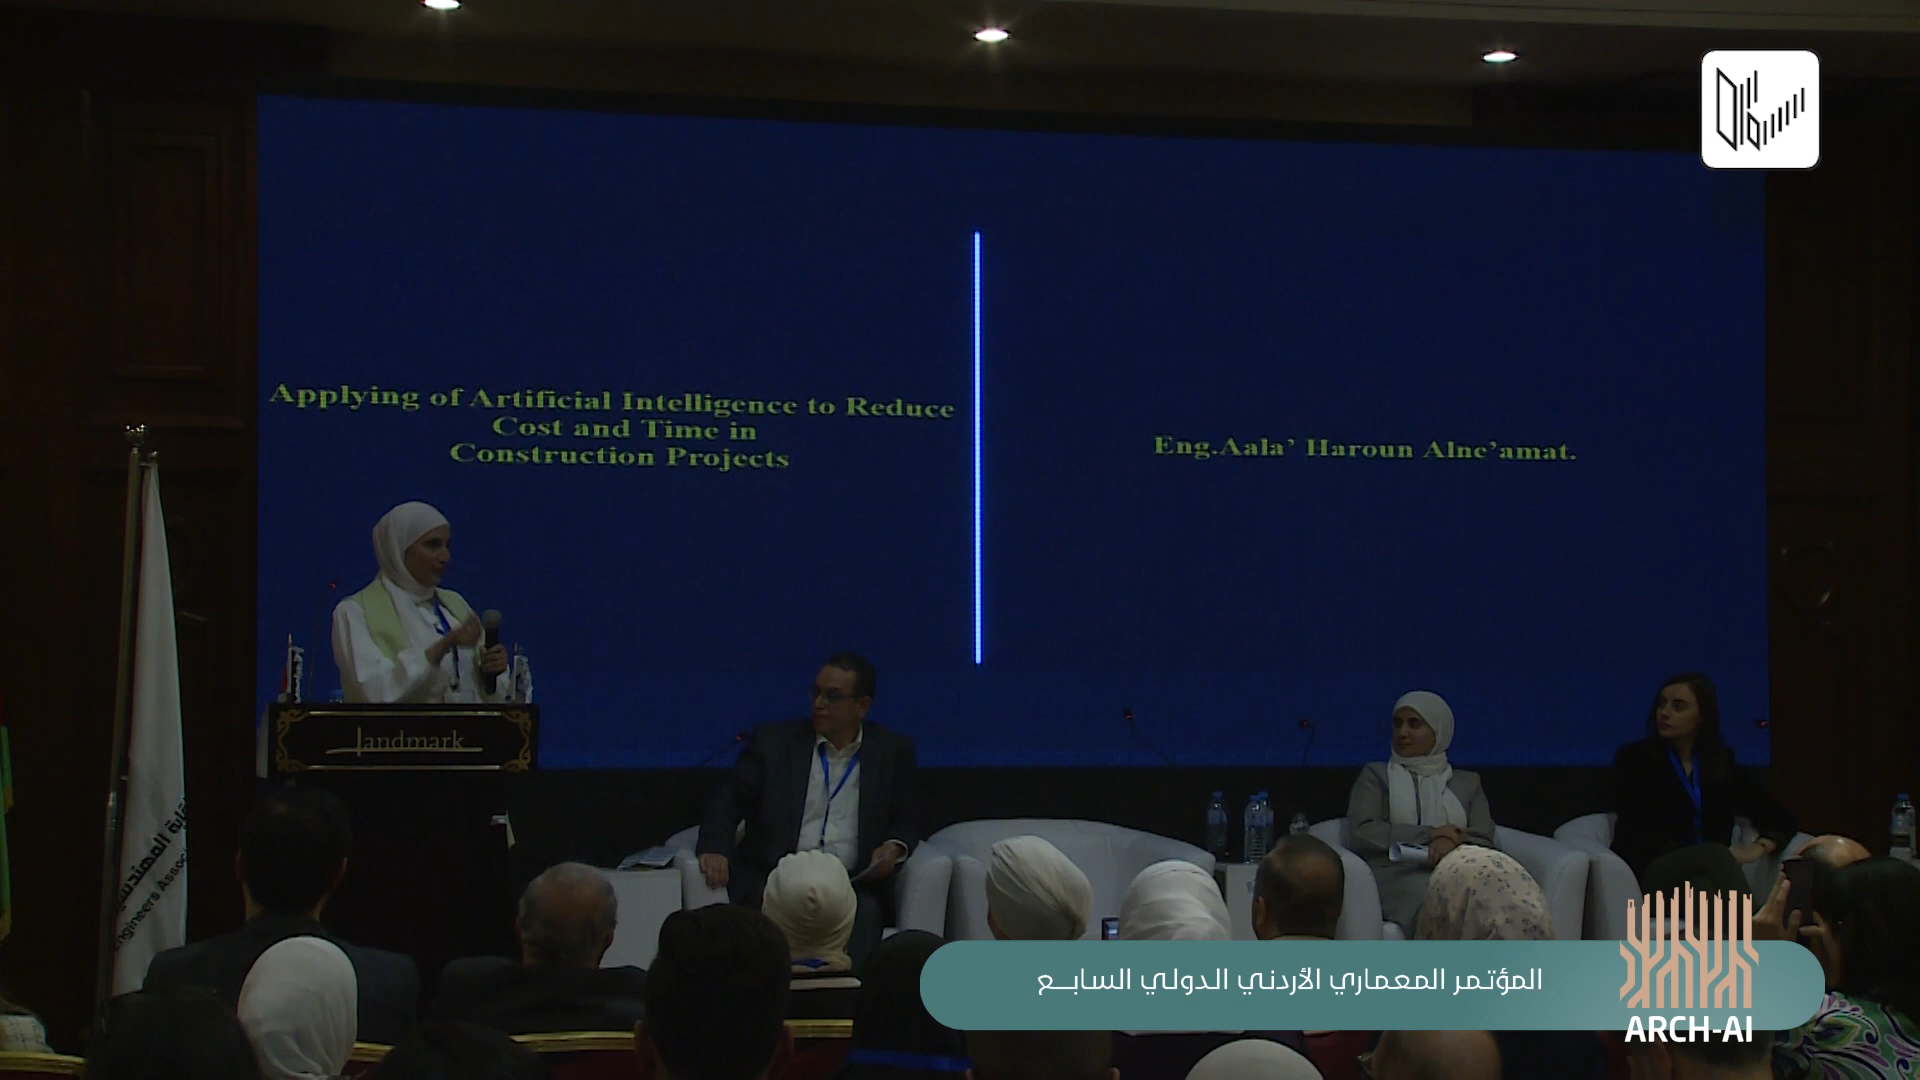 Applying of Artificial Intelligence to Reduce
Cost and Time in
Construction Projects
Eng.Aala’ Haroun Alne’amat.
landmark
المؤتمر المعماري الأردني الدولي السابـــع
ARCH-AI